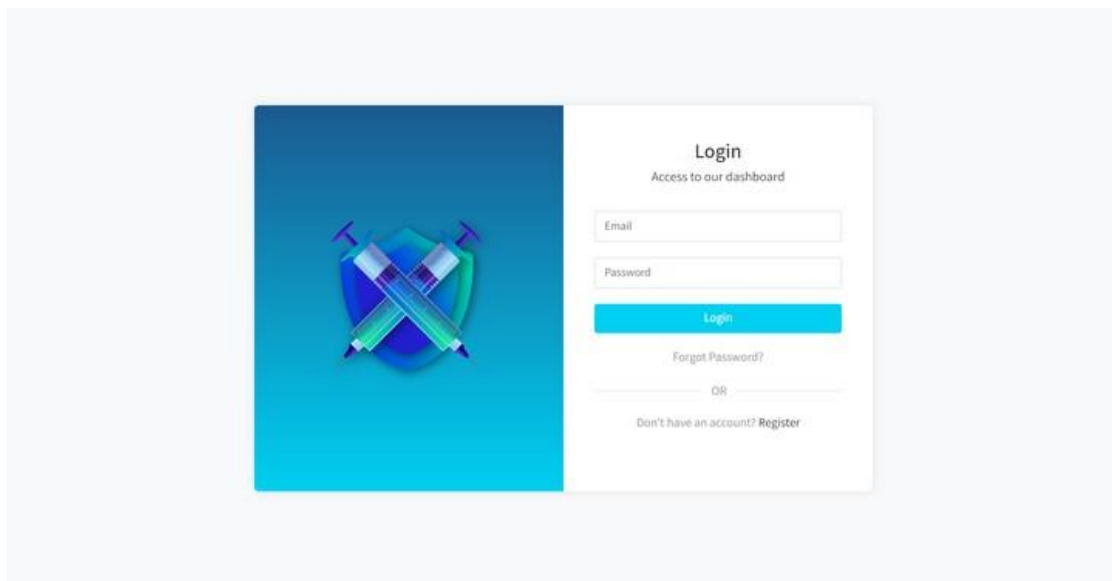 Login
Access to our dashboard
Email
Password
Login
Forgot Password?
OR
Don't have an account? Register